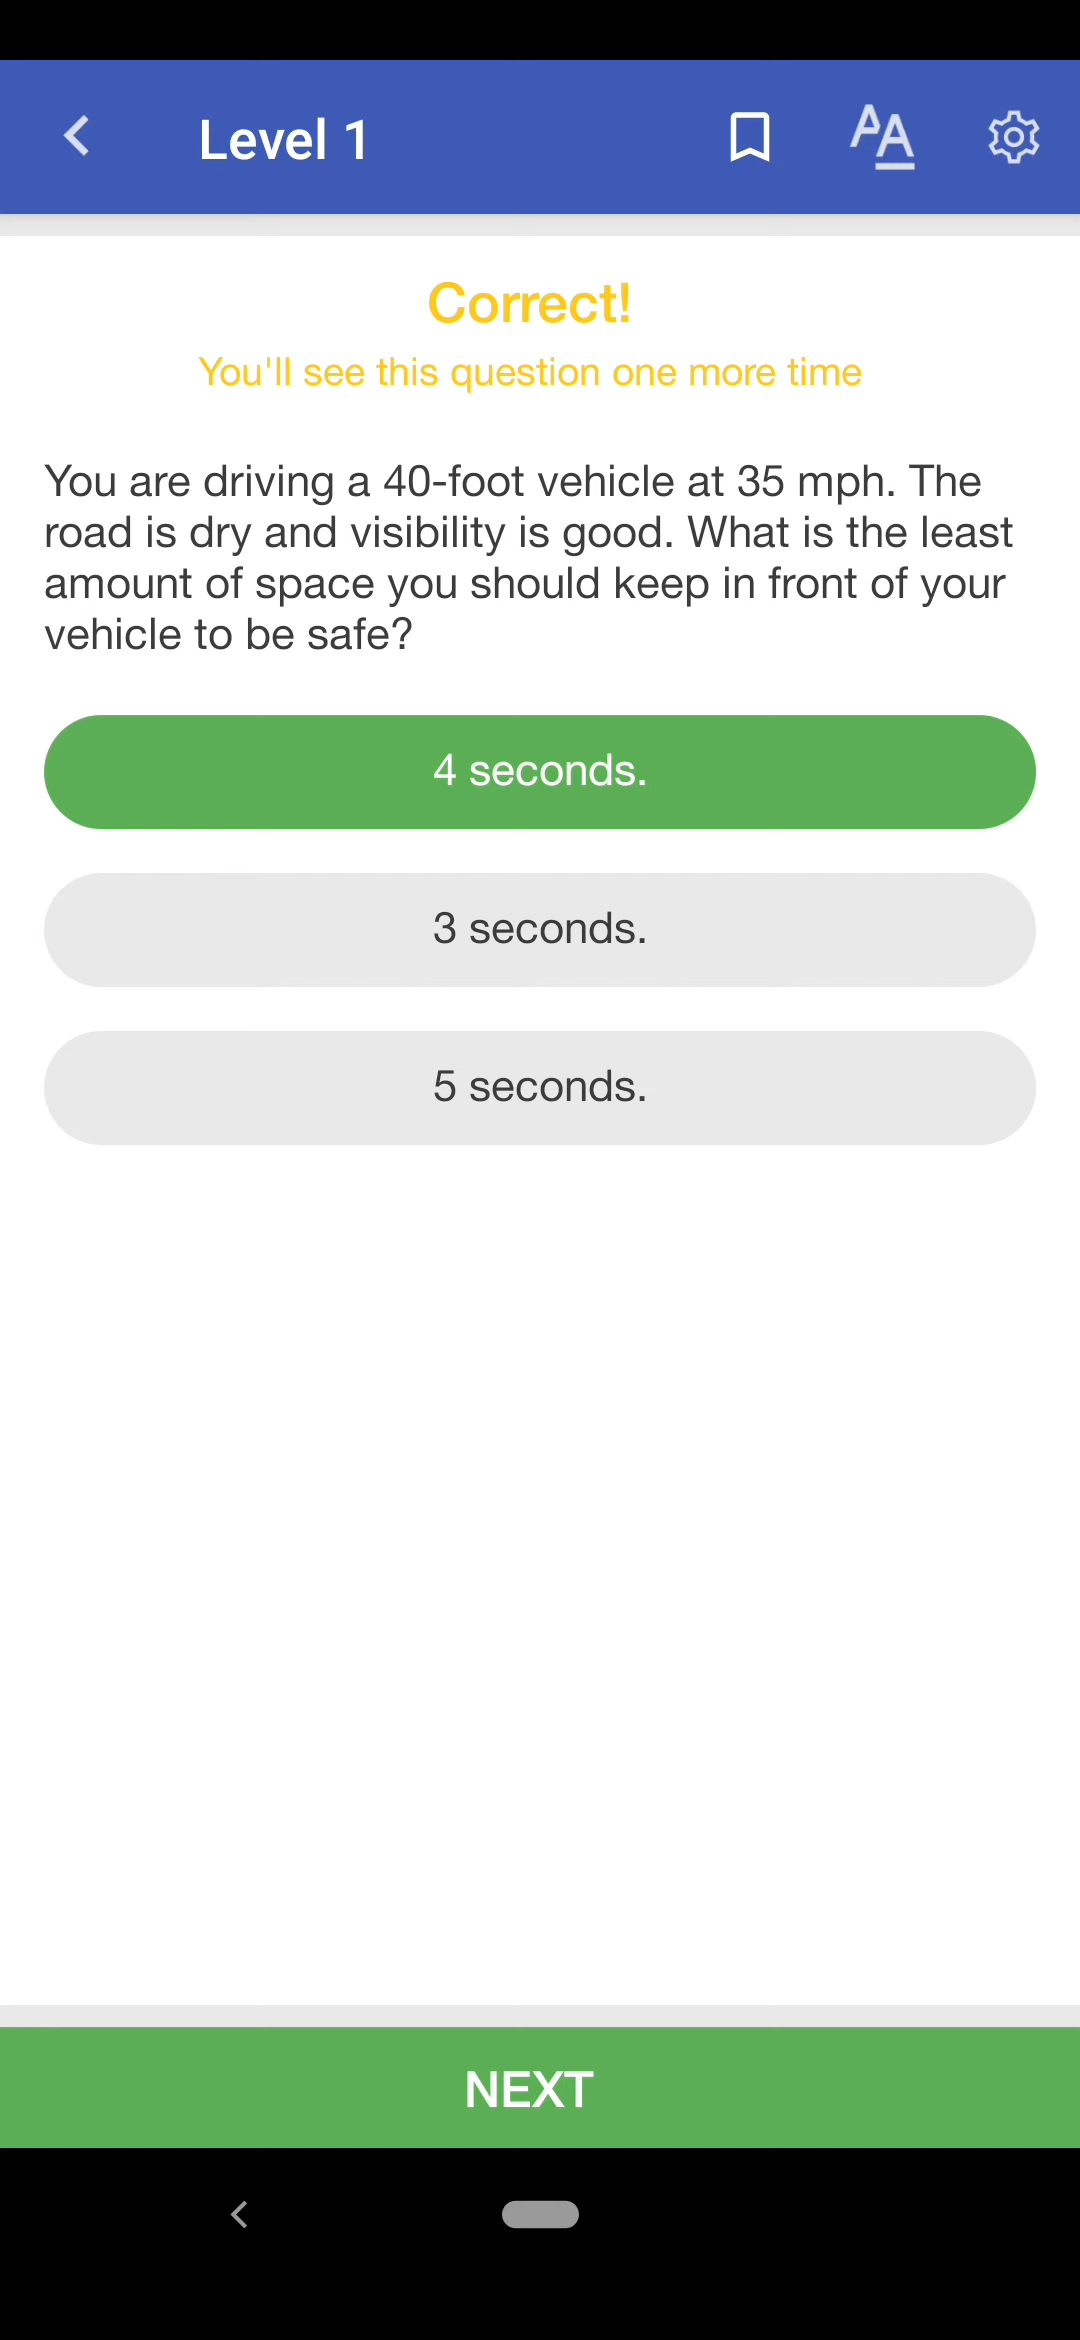 Level 1
Correct!
You'll see this question one more time
You are driving a 40-foot vehicle at 35 mph. The
road is dry and visibility is good. What is the least
amount of space you should keep in front of your
vehicle to be safe?
4 seconds.
3 seconds.
5 seconds.
NEXT